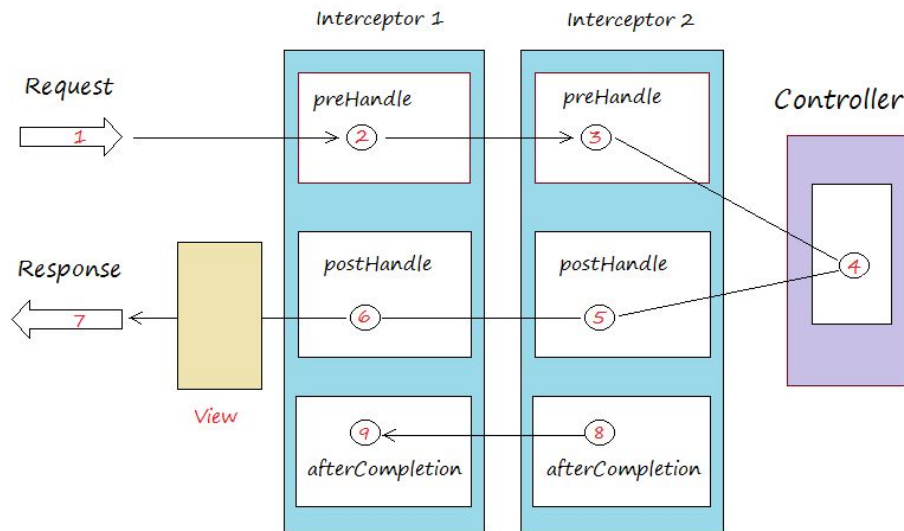 Interceptor 1
Interceptor 2
Request
preHandle
preHandle
Controller
1
2
3
Response
postHandle
postHandle
4
7
6
5
View
9
8
afterCompletion
afterCompletion